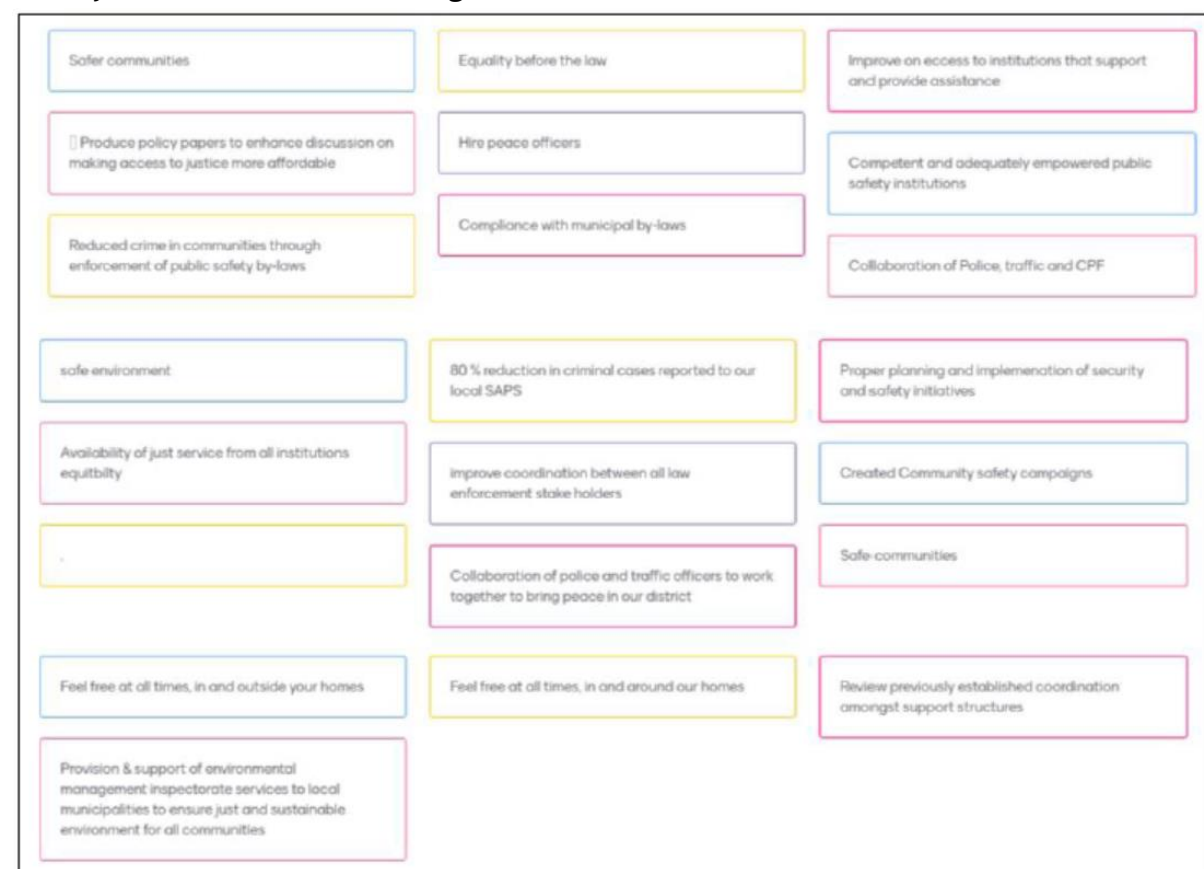 Safer communities
Produce policy papers to enhance discussion on
making access to justice more affordable
Reduced crime in communities through
enforcement of public safety by-laws
Equality before the law
Hire peace officers
Compliance with municipal by-laws
Improve on access to institutions that support
and provide assistance
Competent and adequately empowered public
safety institutions
Collaboration of Police, traffic and CPF
safe environment
Availability of just service from all institutions
equitbilty
.
80 % reduction in criminal cases reported to our
local SAPS
improve coordination between all law
enforcement stake holders
Collaboration of police and traffic officers to work
together to bring peace in our district
Proper planning and implemenation of security
and safety initiatives
Created Community safety campaigns
Safe-communities
Feel free at all times, in and outside your homes
Provision & support of environmental
management inspectorate services to local
municipalities to ensure just and sustainable
environment for all communities
Feel free at all times, in and around our homes
Review previously established coordination
amongst support structures